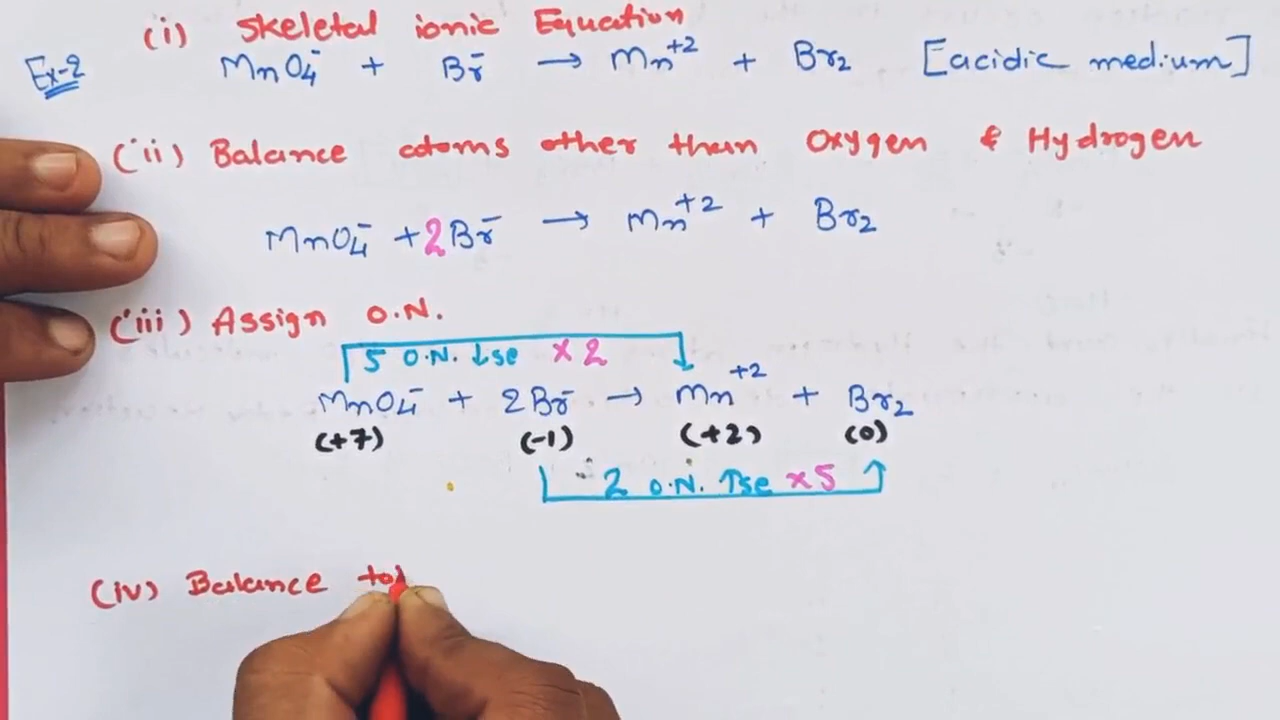 (i) Skeletal ionic Equation
Ex-2 MnO4⁻ + Br⁻ → Mn⁺² + Br2 [acidic medium]
(ii) Balance atoms other than Oxygen & Hydrogen
MnO4⁻ + 2Br⁻ → Mn⁺² + Br2
(iii) Assign O.N.
5 O.N. ↓se × 2
MnO4⁻ + 2Br⁻ → Mn⁺² + Br2
(+7) (-1) (+2) (0)
2 O.N. ↑se × 5
(iv) Balance